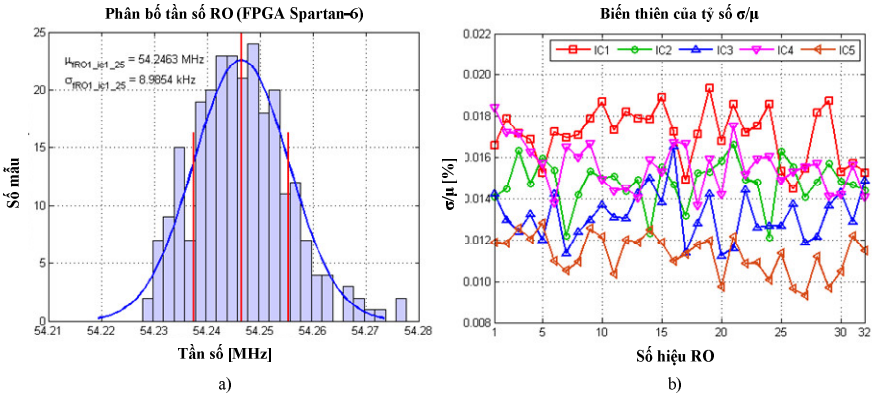 Phân bố tần số RO (FPGA Spartan-6)
25
20
15
10
5
0
Số mẫu
μfRO1_ic1_25 = 54.2463 MHz
σfRO1_ic1_25 = 8.9854 kHz
54.21 54.22 54.23 54.24 54.25 54.26 54.27 54.28
Tần số [MHz]
a)
Biến thiên của tỷ số σ/μ
0.022
0.020
0.018
0.016
0.014
0.012
0.010
0.008
σ/μ [%]
IC1 IC2 IC3 IC4 IC5
1 5 10 15 20 25 30 32
Số hiệu RO
b)